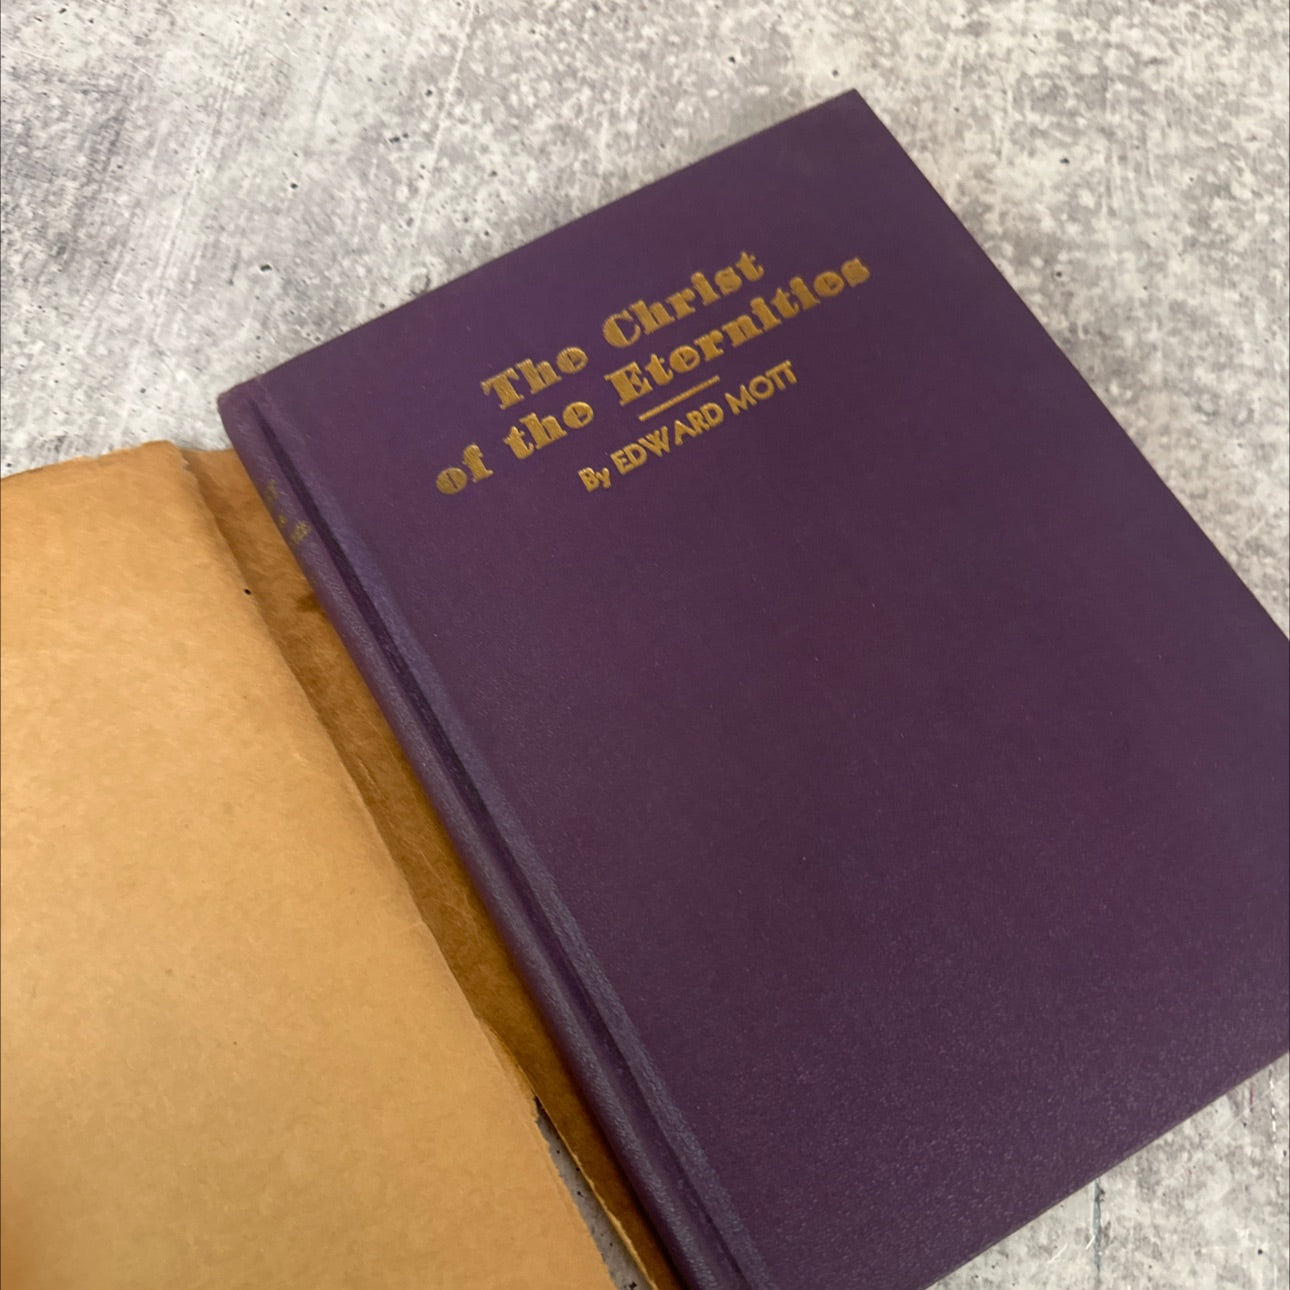 The Christ
of the Eternities
By EDWARD MOTT